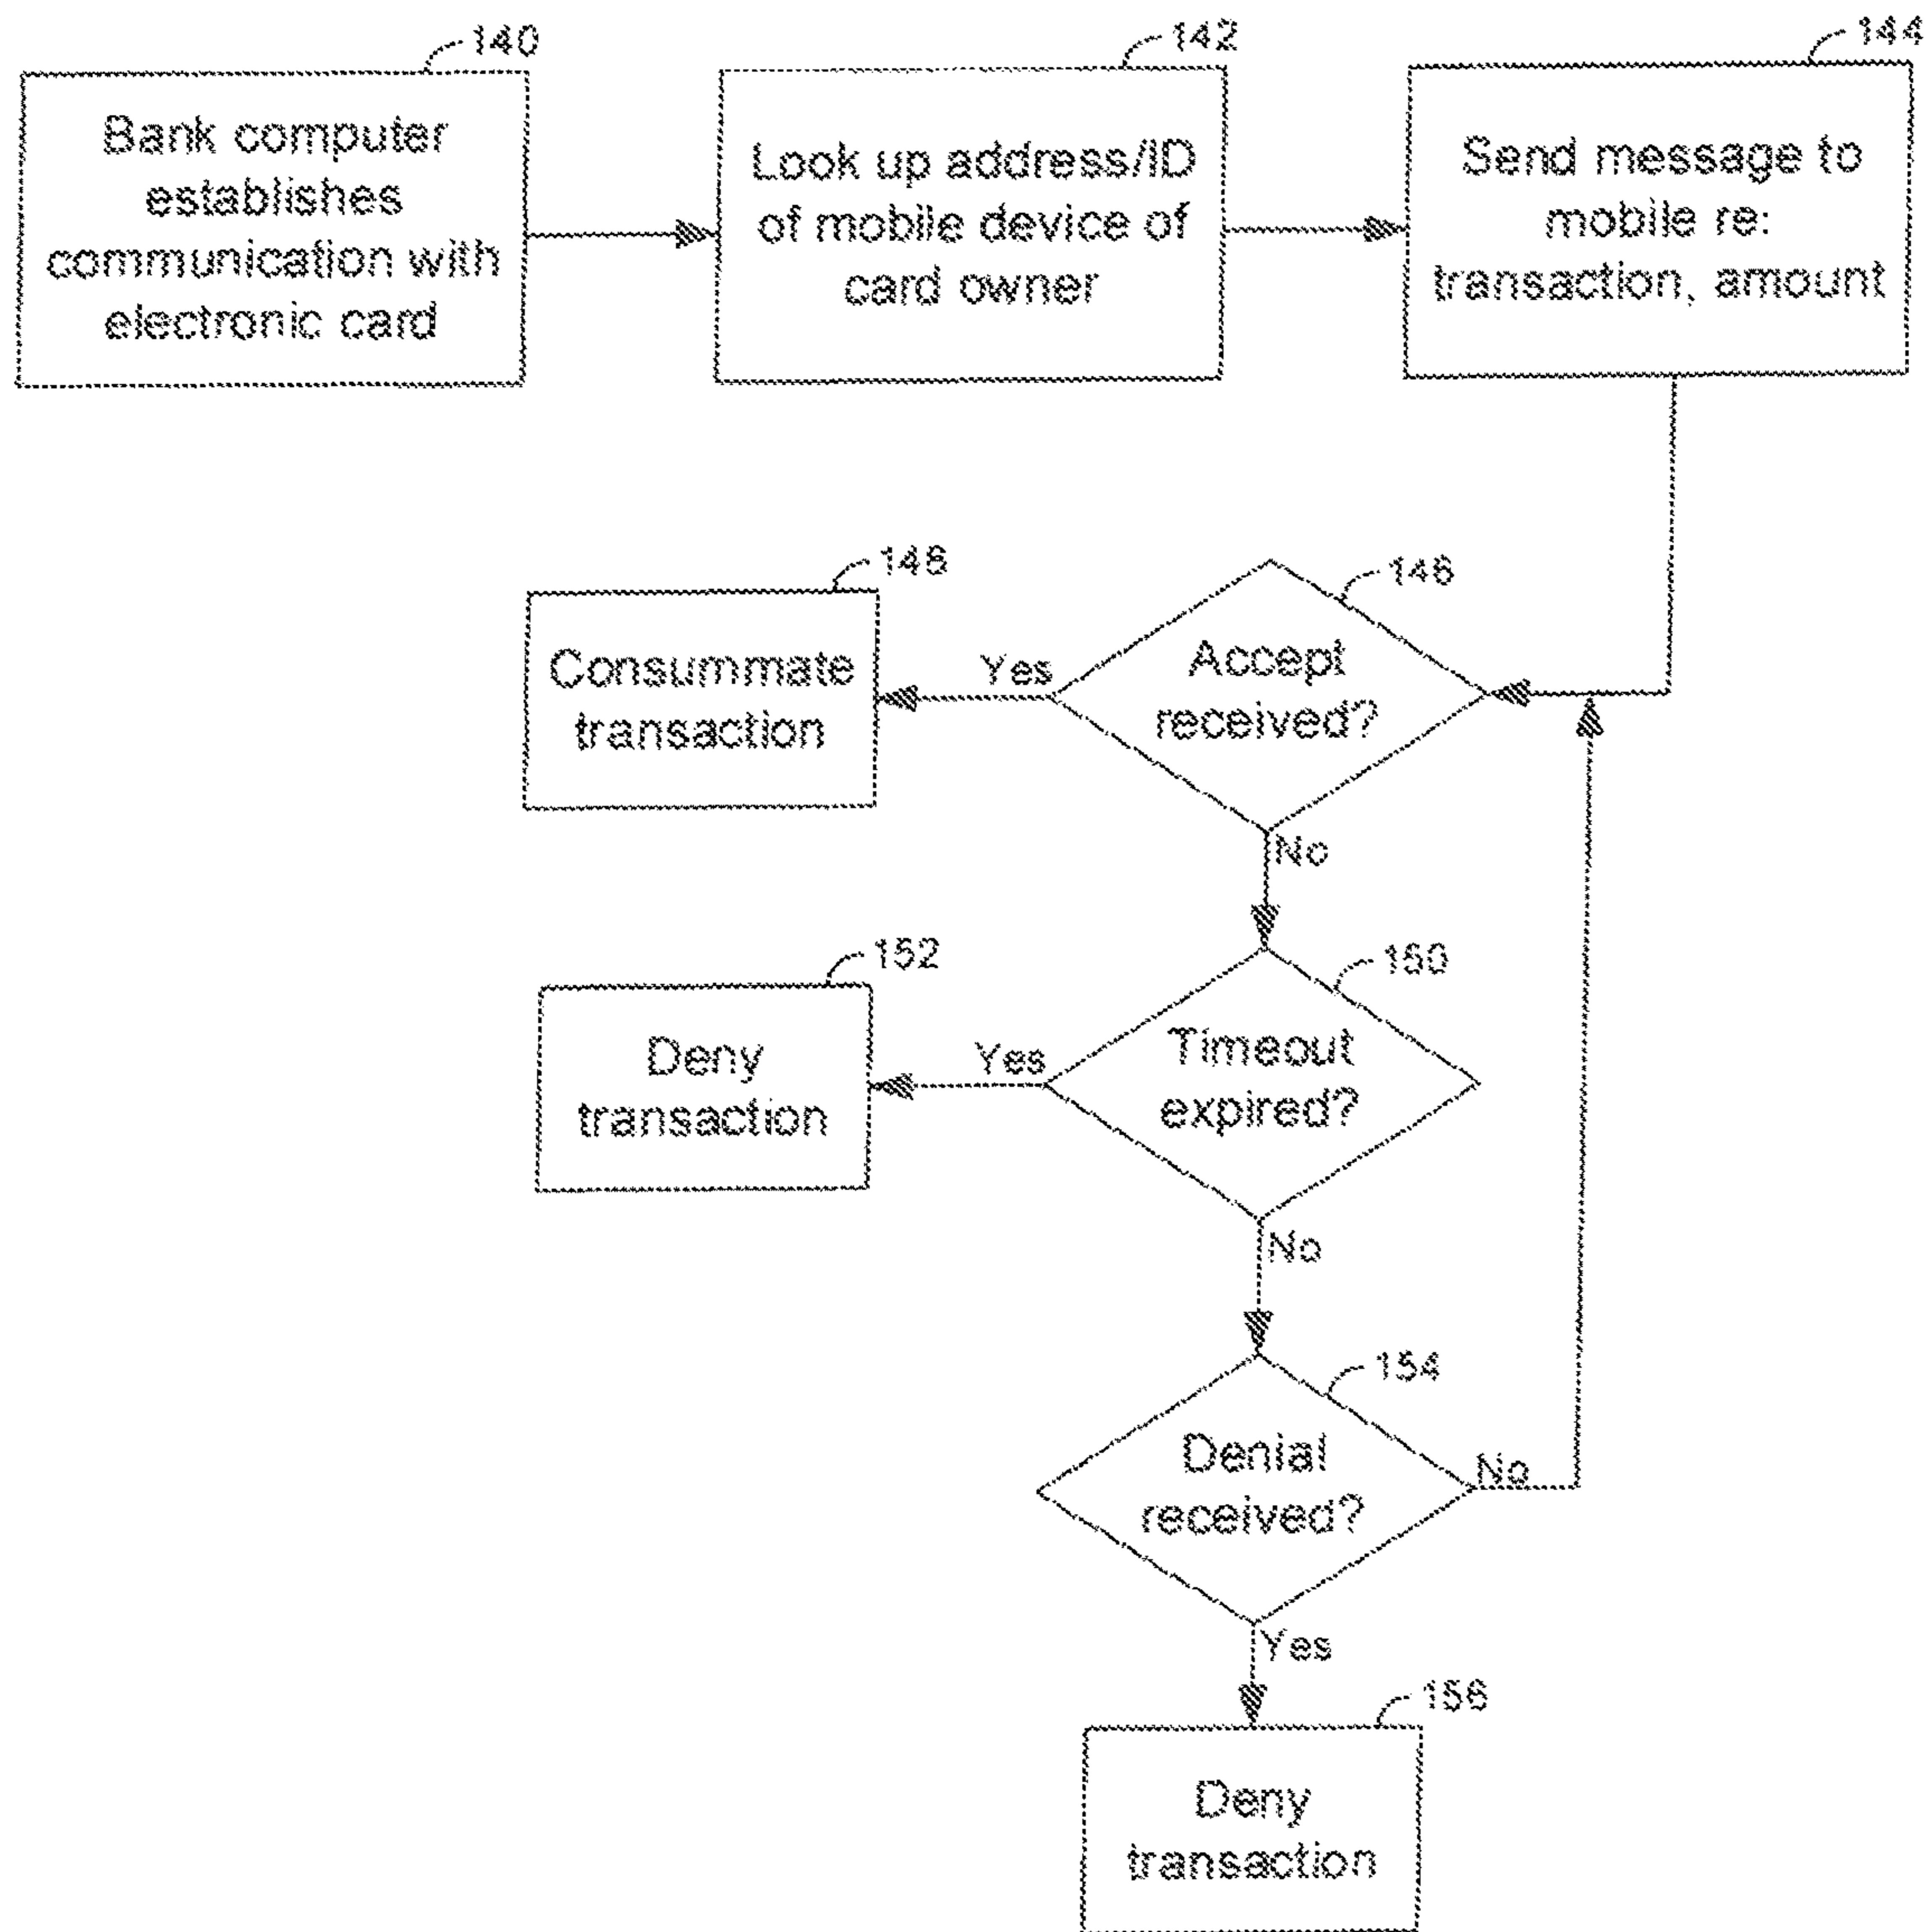 140
Bank computer
establishes
communication with
electronic card
142
Look up address/ID
of mobile device of
card owner
144
Send message to
mobile re:
transaction, amount
148
Consummate
transaction
Yes
146
Accept
received?
No
152
Deny
transaction
Yes
150
Timeout
expired?
No
154
Denial
received?
No
Yes
156
Deny
transaction